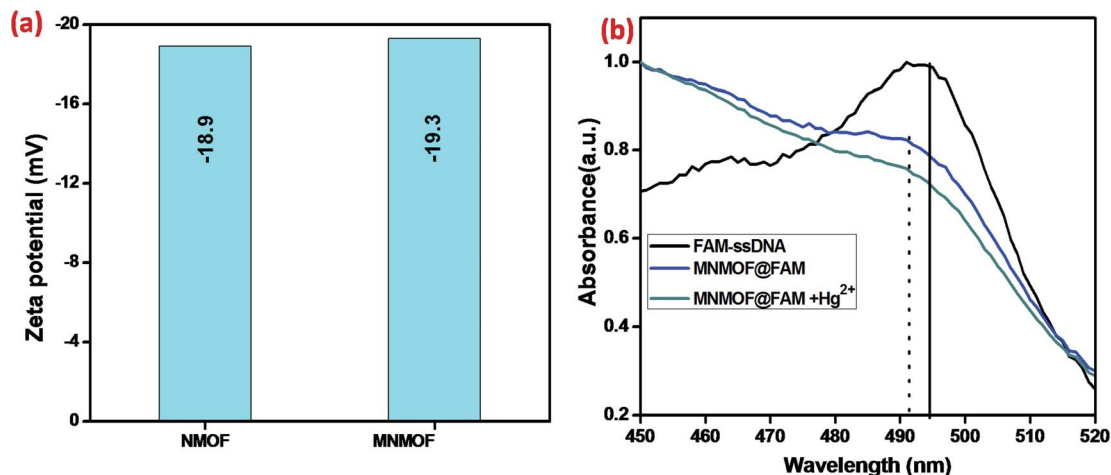 (a)
Zeta potential (mV)
-20
-16
-12
-8
-4
0
-18.9
-19.3
NMOF
MNMOF
(b)
Absorbance(a.u.)
1.0
0.8
0.6
0.4
0.2
FAM-ssDNA
MNMOF@FAM
MNMOF@FAM +Hg²⁺
450 460 470 480 490 500 510 520
Wavelength (nm)